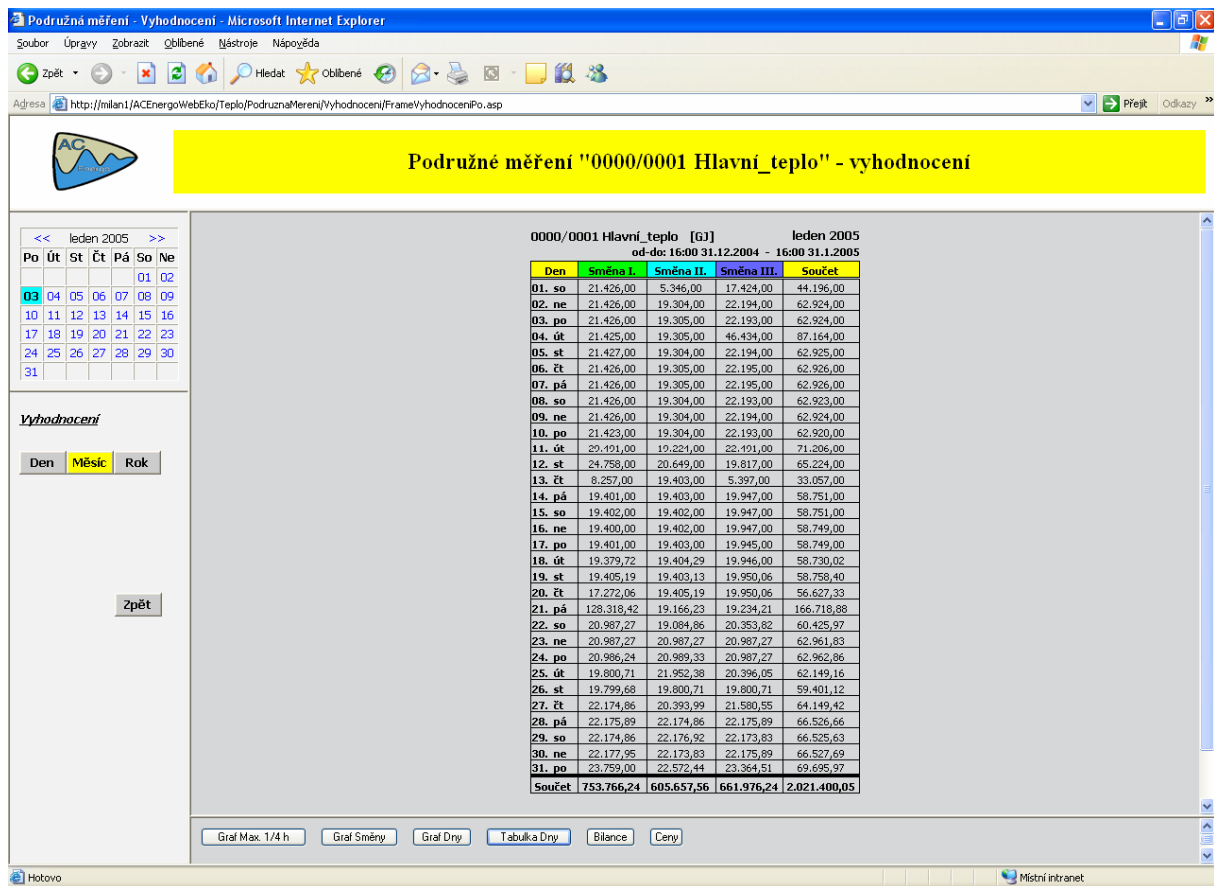 Podružná měření - Vyhodnocení - Microsoft Internet Explorer
Soubor Úpravy Zobrazit Oblíbené Nástroje Nápověda
Zpět Hledat Oblíbené
Adresa http://milan1/ACEnergoWebEko/Teplo/PodruznaMereni/Vyhodnoceni/FrameVyhodnoceniPo.asp Přejít Odkazy »
AC
Podružné měření "0000/0001 Hlavní_teplo" - vyhodnocení
<< leden 2005 >>
Po Út St Čt Pá So Ne
01 02
03 04 05 06 07 08 09
10 11 12 13 14 15 16
17 18 19 20 21 22 23
24 25 26 27 28 29 30
31
Vyhodnocení
Den Měsíc Rok
Zpět
0000/0001 Hlavní_teplo [GJ] leden 2005
od-do: 16:00 31.12.2004 - 16:00 31.1.2005
Den Směna I. Směna II. Směna III. Součet
01. so 21.426,00 5.346,00 17.424,00 44.196,00
02. ne 21.426,00 19.304,00 22.194,00 62.924,00
03. po 21.426,00 19.305,00 22.193,00 62.924,00
04. út 21.425,00 19.305,00 46.434,00 87.164,00
05. st 21.427,00 19.304,00 22.194,00 62.925,00
06. čt 21.426,00 19.305,00 22.195,00 62.926,00
07. pá 21.426,00 19.305,00 22.195,00 62.926,00
08. so 21.426,00 19.304,00 22.193,00 62.923,00
09. ne 21.426,00 19.304,00 22.194,00 62.924,00
10. po 21.423,00 19.304,00 22.193,00 62.920,00
11. út 29.491,00 19.224,00 22.491,00 71.206,00
12. st 24.758,00 20.649,00 19.817,00 65.224,00
13. čt 8.257,00 19.403,00 5.397,00 33.057,00
14. pá 19.401,00 19.403,00 19.947,00 58.751,00
15. so 19.402,00 19.402,00 19.947,00 58.751,00
16. ne 19.400,00 19.402,00 19.947,00 58.749,00
17. po 19.401,00 19.403,00 19.945,00 58.749,00
18. út 19.379,72 19.404,29 19.946,00 58.730,02
19. st 19.405,19 19.403,13 19.950,06 58.758,40
20. čt 17.272,06 19.405,19 19.950,06 56.627,33
21. pá 128.318,42 19.166,23 19.234,21 166.718,88
22. so 20.987,27 19.084,86 20.353,82 60.425,97
23. ne 20.987,27 20.987,27 20.987,27 62.961,83
24. po 20.986,24 20.989,33 20.987,27 62.962,86
25. út 19.800,71 21.952,38 20.396,05 62.149,16
26. st 19.799,68 19.800,71 19.800,71 59.401,12
27. čt 22.174,86 20.393,99 21.580,55 64.149,42
28. pá 22.175,89 22.174,86 22.175,89 66.526,66
29. so 22.174,86 22.176,92 22.173,83 66.525,63
30. ne 22.177,95 22.173,83 22.175,89 66.527,69
31. po 23.759,00 22.572,44 23.364,51 69.695,97
Součet 753.766,24 605.657,56 661.976,24 2.021.400,05
Graf Max. 1/4 h Graf Směny Graf Dny Tabulka Dny Bilance Ceny
Hotovo Místní intranet